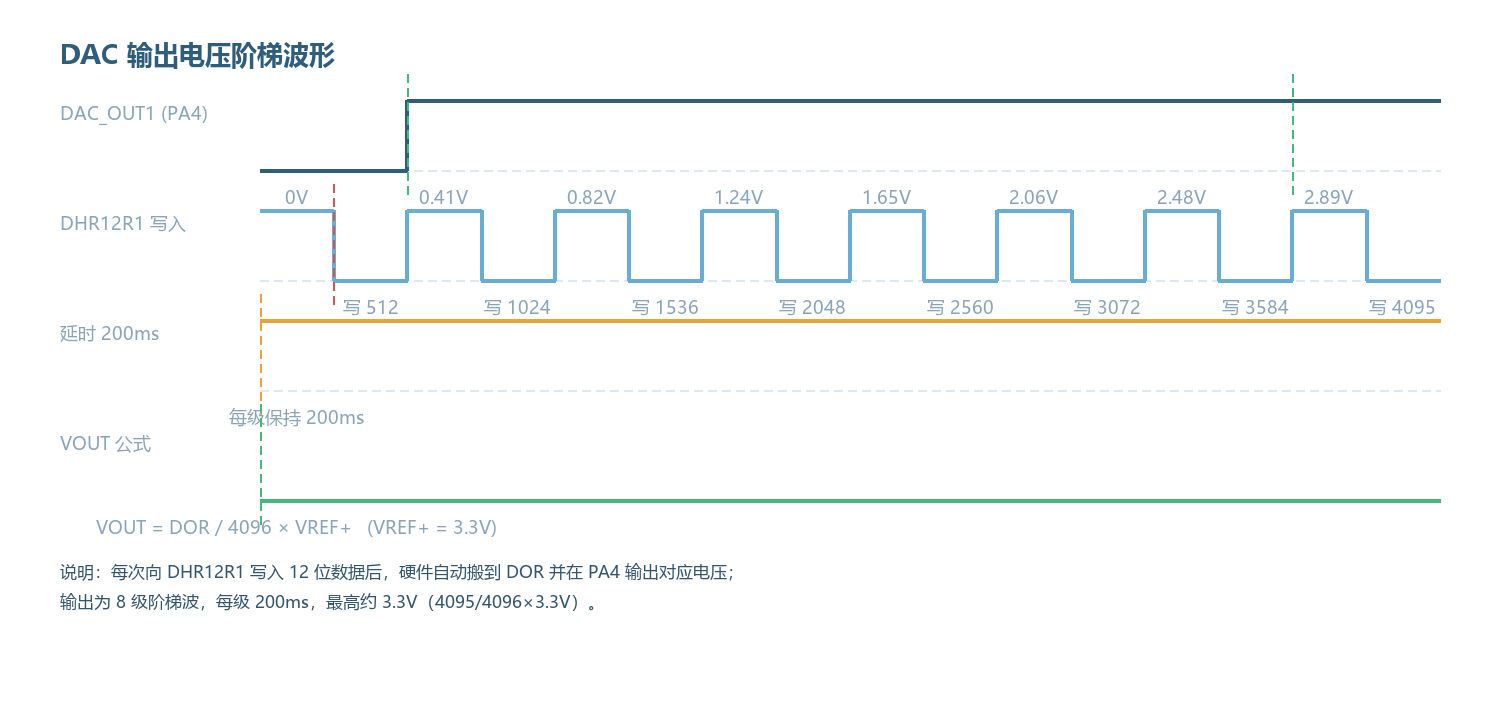 DAC 输出电压阶梯波形
DAC_OUT1 (PA4)
0V 0.41V 0.82V 1.24V 1.65V 2.06V 2.48V 2.89V
DHR12R1 写入
写 512 写 1024 写 1536 写 2048 写 2560 写 3072 写 3584 写 4095
延时 200ms
每级保持 200ms
VOUT 公式
VOUT = DOR / 4096 × VREF+ (VREF+ = 3.3V)
说明：每次向 DHR12R1 写入 12 位数据后，硬件自动搬到 DOR 并在 PA4 输出对应电压；
输出为 8 级阶梯波，每级 200ms，最高约 3.3V（4095/4096×3.3V）。